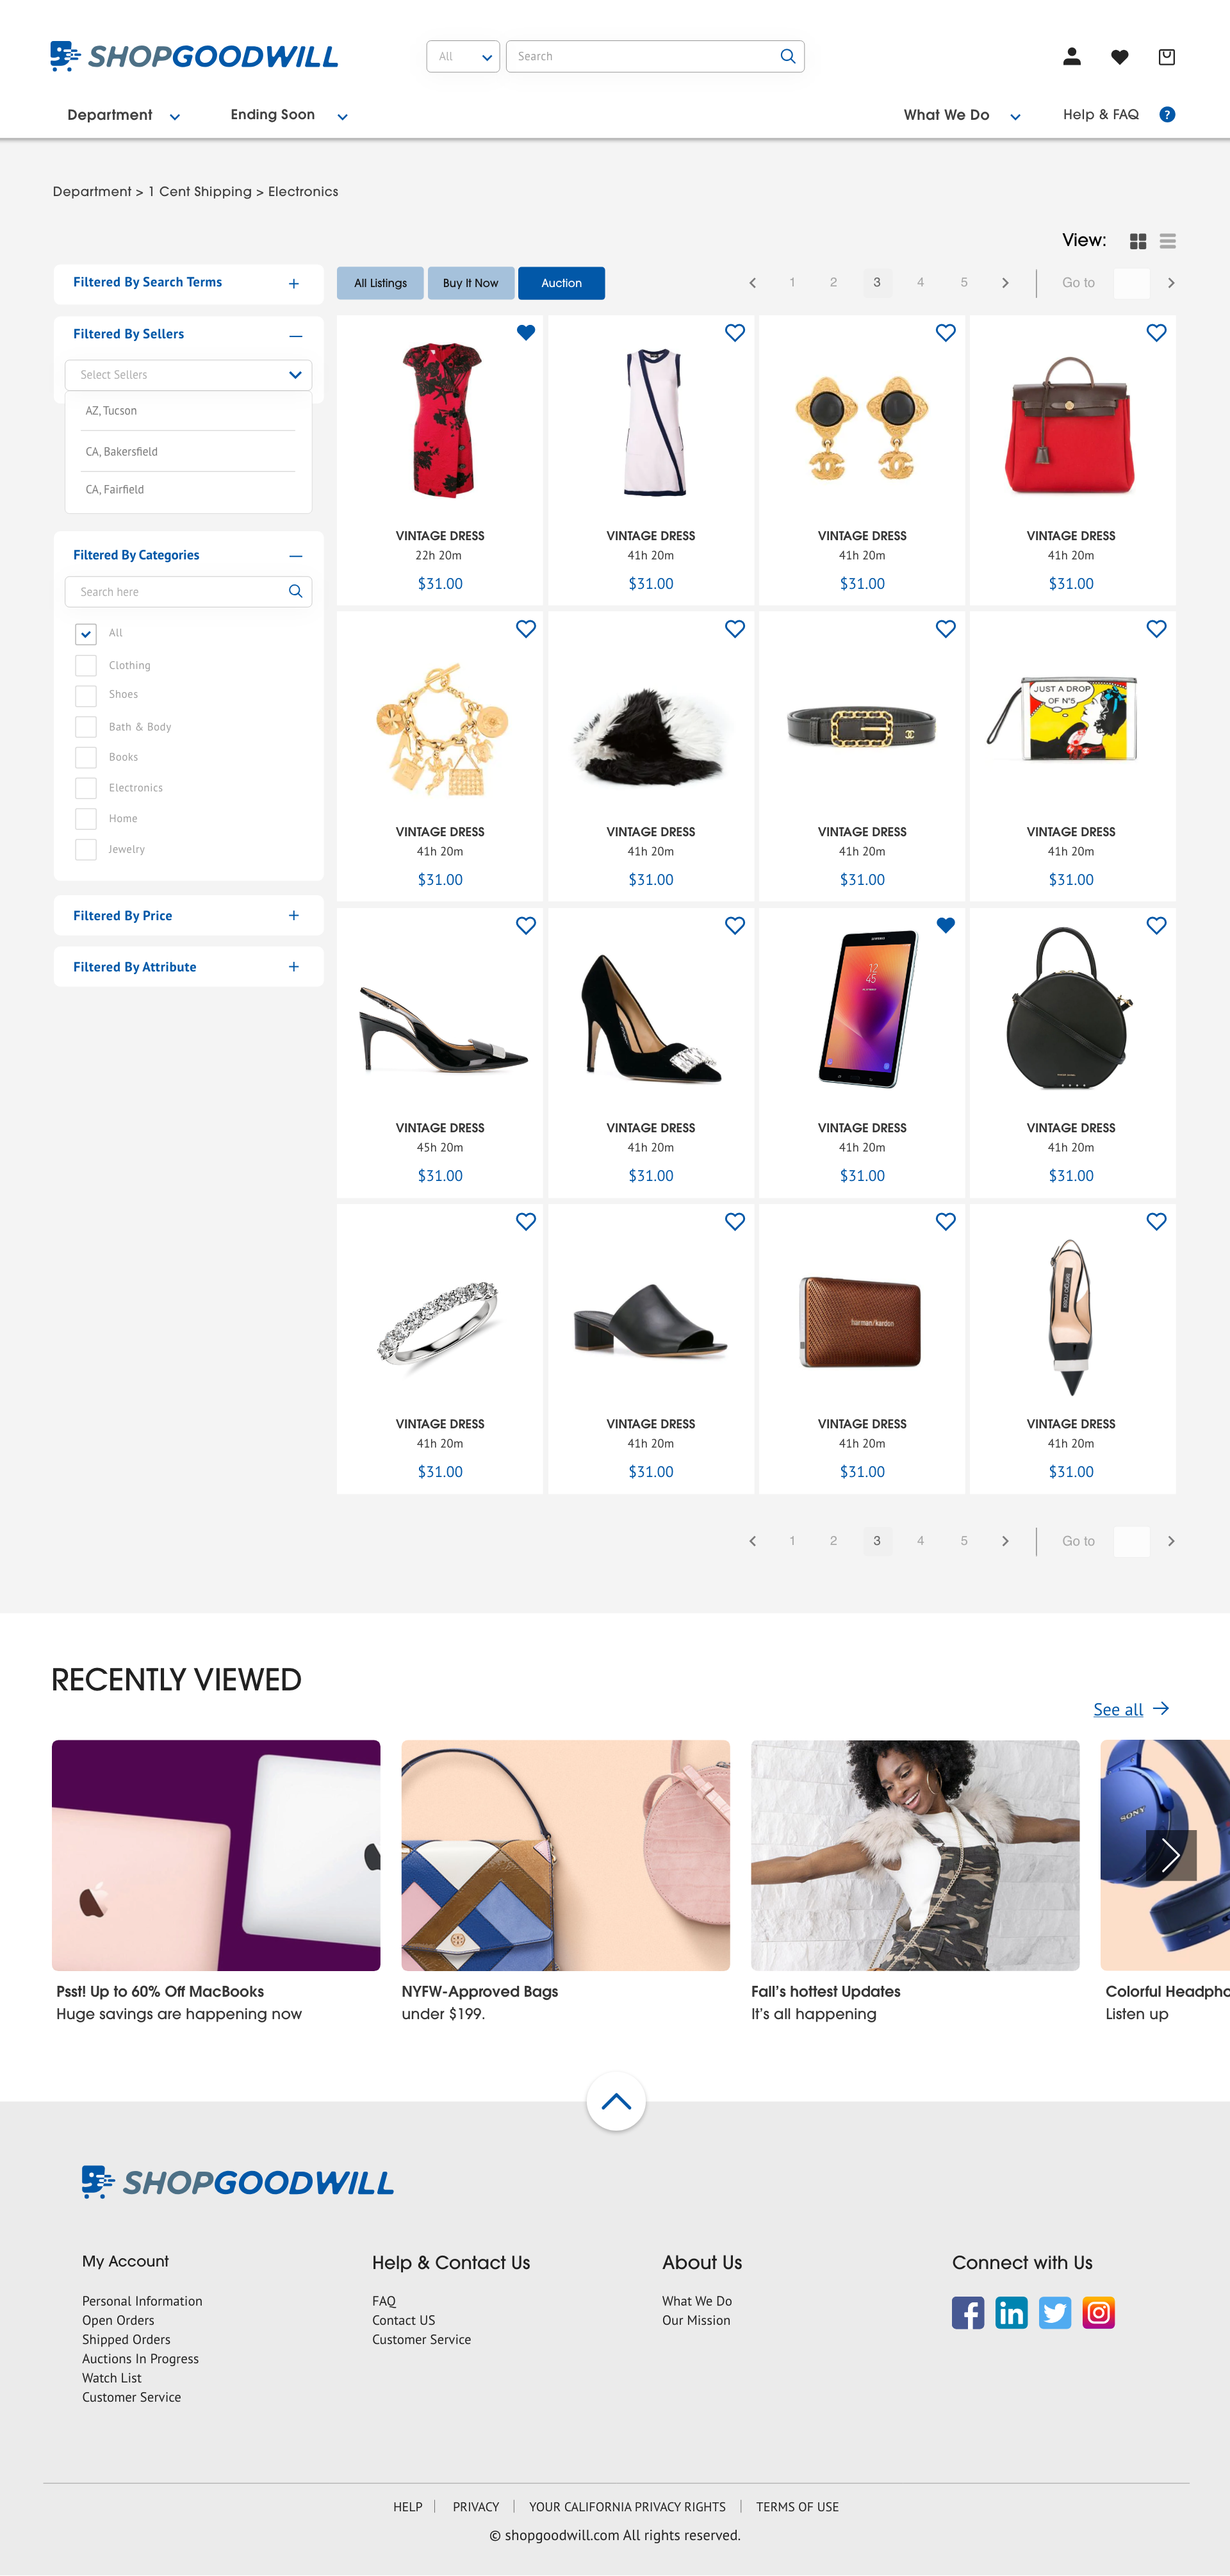 SHOPGOODWILL
All
Search
Department
Ending Soon
What We Do
Help & FAQ
?
Department > 1 Cent Shipping > Electronics
View:
Filtered By Search Terms
+
All Listings
Buy It Now
Auction
< 1 2 3 4 5 > | Go to >
Filtered By Sellers
Select Sellers
AZ, Tucson
CA, Bakersfield
CA, Fairfield
Filtered By Categories
Search here
All
Clothing
Shoes
Bath & Body
Books
Electronics
Home
Jewelry
Filtered By Price
+
Filtered By Attribute
+
VINTAGE DRESS
22h 20m
$31.00
VINTAGE DRESS
41h 20m
$31.00
VINTAGE DRESS
41h 20m
$31.00
VINTAGE DRESS
41h 20m
$31.00
VINTAGE DRESS
41h 20m
$31.00
VINTAGE DRESS
41h 20m
$31.00
VINTAGE DRESS
41h 20m
$31.00
JUST A DROP
OF N°5
VINTAGE DRESS
41h 20m
$31.00
VINTAGE DRESS
45h 20m
$31.00
VINTAGE DRESS
41h 20m
$31.00
SAMSUNG
12
45
VINTAGE DRESS
41h 20m
$31.00
VINTAGE DRESS
41h 20m
$31.00
VINTAGE DRESS
41h 20m
$31.00
VINTAGE DRESS
41h 20m
$31.00
harman/kardon
VINTAGE DRESS
41h 20m
$31.00
sergio rossi
VINTAGE DRESS
41h 20m
$31.00
< 1 2 3 4 5 > | Go to >
RECENTLY VIEWED
See all →
SONY
Psst! Up to 60% Off MacBooks
Huge savings are happening now
NYFW-Approved Bags
under $199.
Fall's hottest Updates
It's all happening
Colorful Headpho
Listen up
SHOPGOODWILL
My Account
Personal Information
Open Orders
Shipped Orders
Auctions In Progress
Watch List
Customer Service
Help & Contact Us
FAQ
Contact US
Customer Service
About Us
What We Do
Our Mission
Connect with Us
f
in
HELP | PRIVACY | YOUR CALIFORNIA PRIVACY RIGHTS | TERMS OF USE
© shopgoodwill.com All rights reserved.